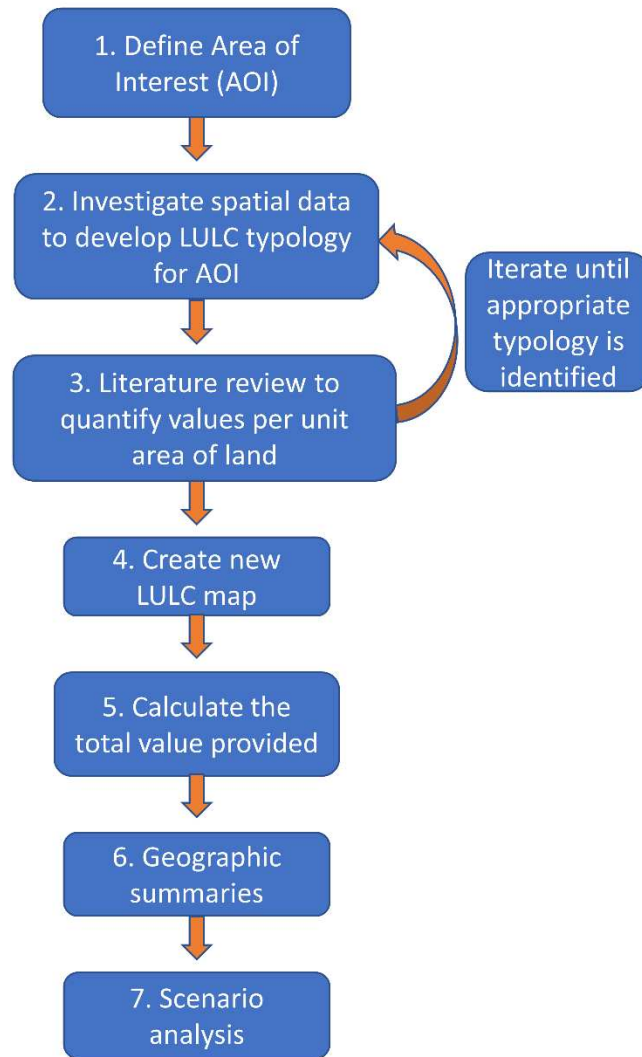 1. Define Area of
Interest (AOI)
2. Investigate spatial data
to develop LULC typology
for AOI
Iterate until
appropriate
typology is
identified
3. Literature review to
quantify values per unit
area of land
4. Create new
LULC map
5. Calculate the
total value provided
6. Geographic
summaries
7. Scenario
analysis